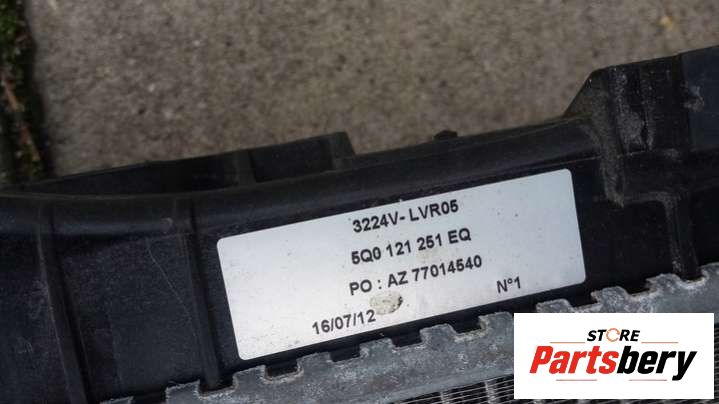 3224V-LVR05
5Q0 121 251 EQ
PO : AZ 77014540
16/07/12 N°1
STORE
Partsbery